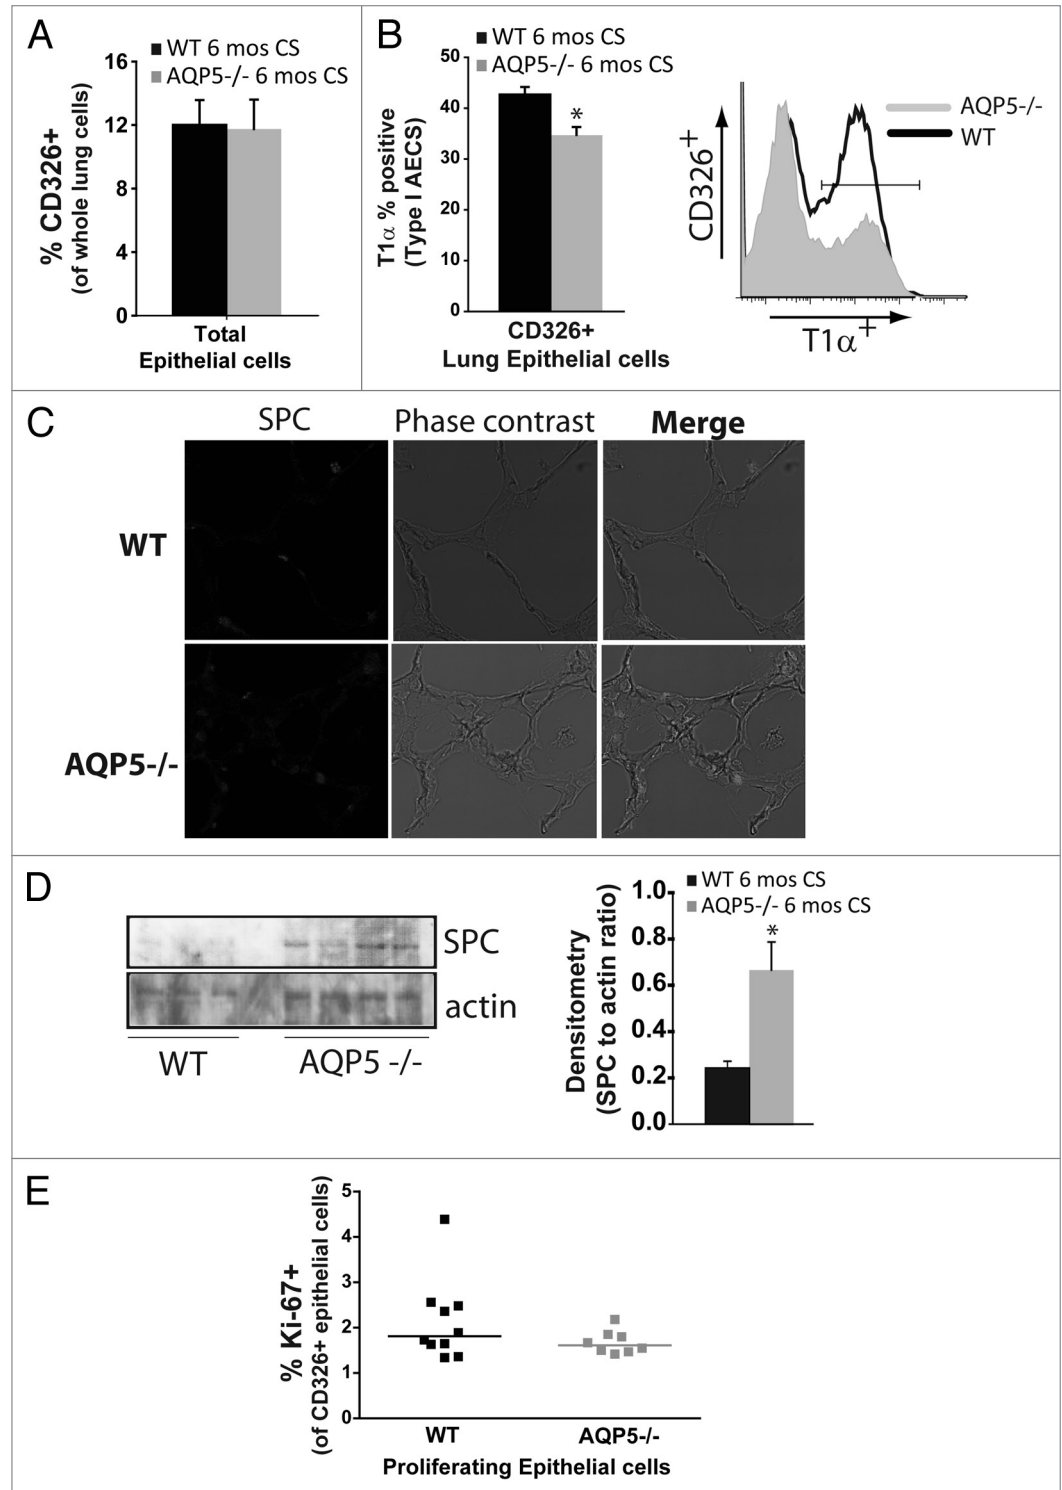 A
WT 6 mos CS
AQP5-/- 6 mos CS
% CD326+
(of whole lung cells)
16
12
8
4
0
Total
Epithelial cells
B
WT 6 mos CS
AQP5-/- 6 mos CS
T1α % positive
(Type I AECS)
50
40
30
20
10
0
*
CD326+
Lung Epithelial cells
CD326+
AQP5-/-
WT
T1α+
C
SPC
Phase contrast
Merge
WT
AQP5-/-
D
SPC
actin
WT
AQP5 -/-
WT 6 mos CS
AQP5-/- 6 mos CS
Densitometry
(SPC to actin ratio)
1.0
0.8
0.6
0.4
0.2
0.0
*
E
% Ki-67+
(of CD326+ epithelial cells)
5
4
3
2
1
0
WT
AQP5-/-
Proliferating Epithelial cells